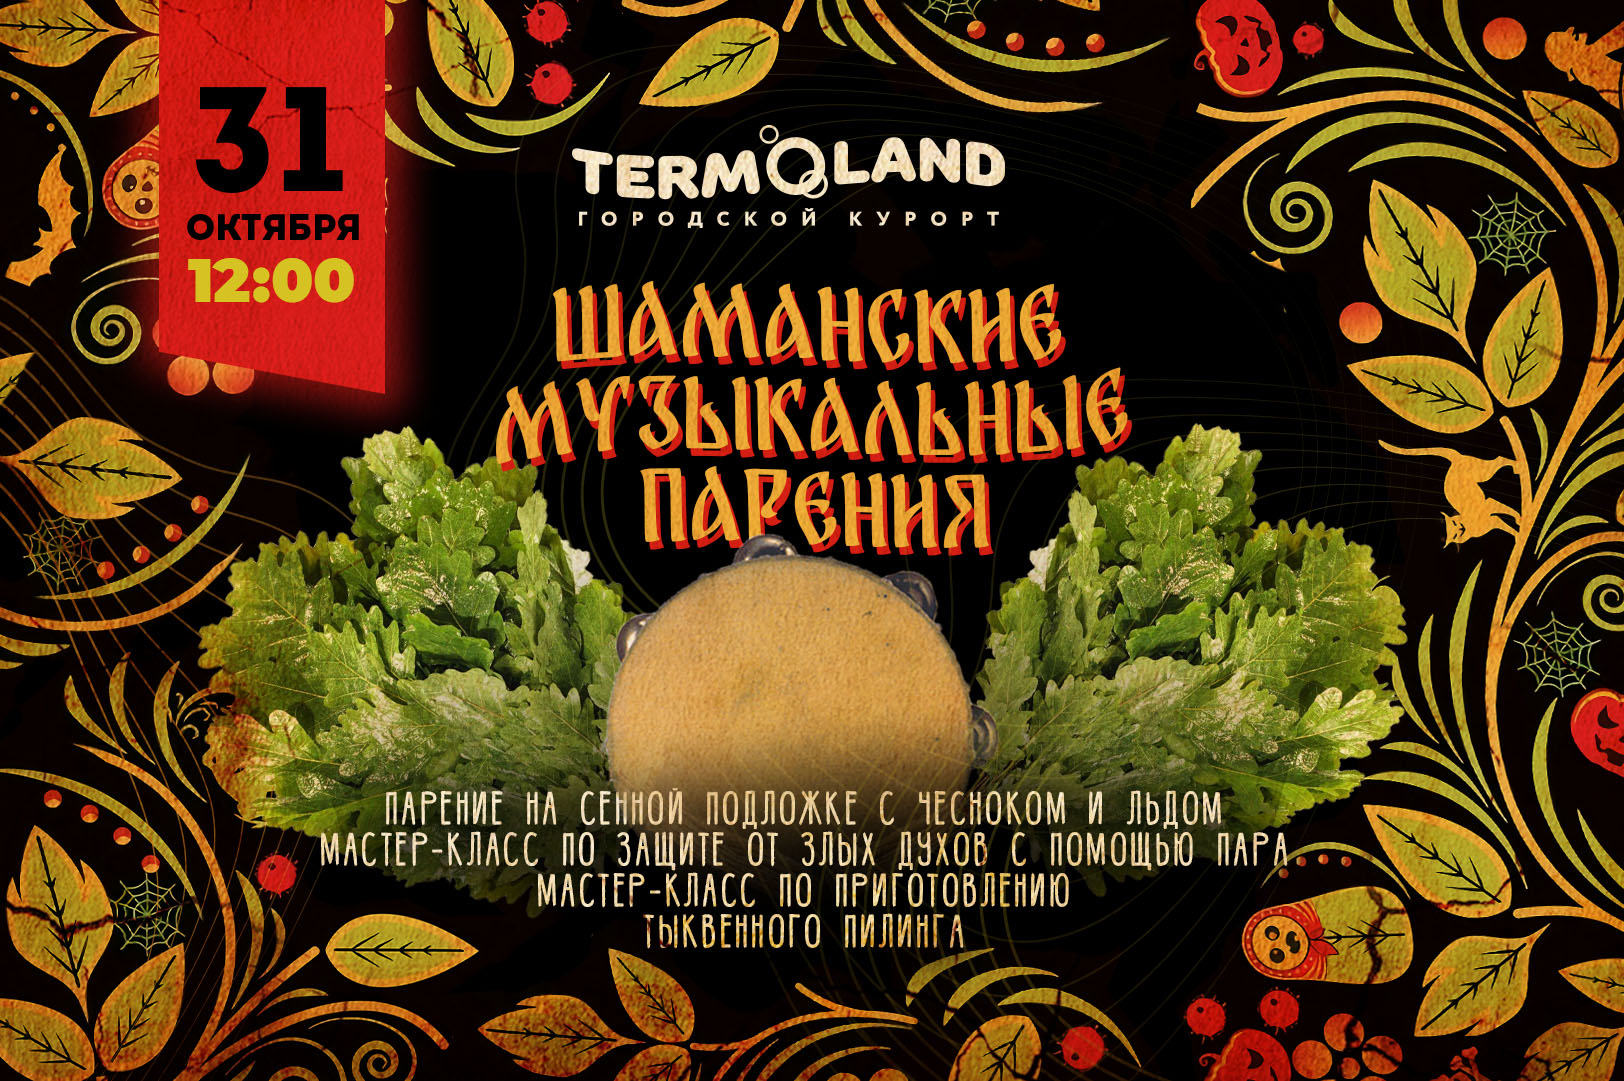 31
ОКТЯБРЯ
12:00
TERMOLAND
ГОРОДСКОЙ КУРОРТ
ШАМАНСКИЕ
МУЗЫКАЛЬНЫЕ
ПАРЕНИЯ
ПАРЕНИЕ НА СЕННОЙ ПОДЛОЖКЕ С ЧЕСНОКОМ И ЛЬДОМ
МАСТЕР-КЛАСС ПО ЗАЩИТЕ ОТ ЗЛЫХ ДУХОВ С ПОМОЩЬЮ ПАРА
МАСТЕР-КЛАСС ПО ПРИГОТОВЛЕНИЮ
ТЫКВЕННОГО ПИЛИНГА